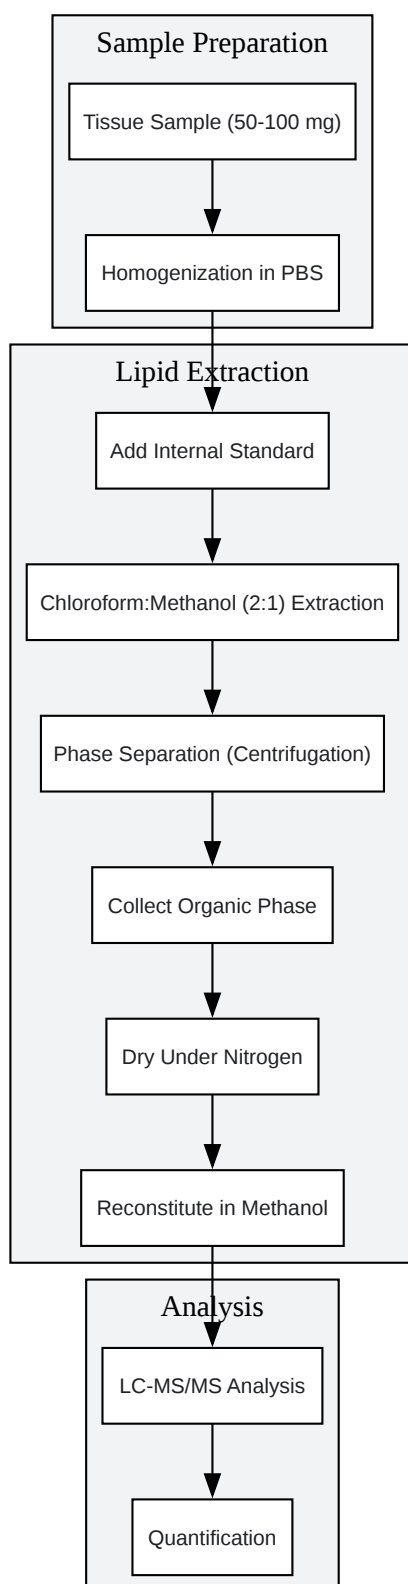 Sample Preparation
Tissue Sample (50-100 mg)
Homogenization in PBS
Lipid Extraction
Add Internal Standard
Chloroform:Methanol (2:1) Extraction
Phase Separation (Centrifugation)
Collect Organic Phase
Dry Under Nitrogen
Reconstitute in Methanol
Analysis
LC-MS/MS Analysis
Quantification